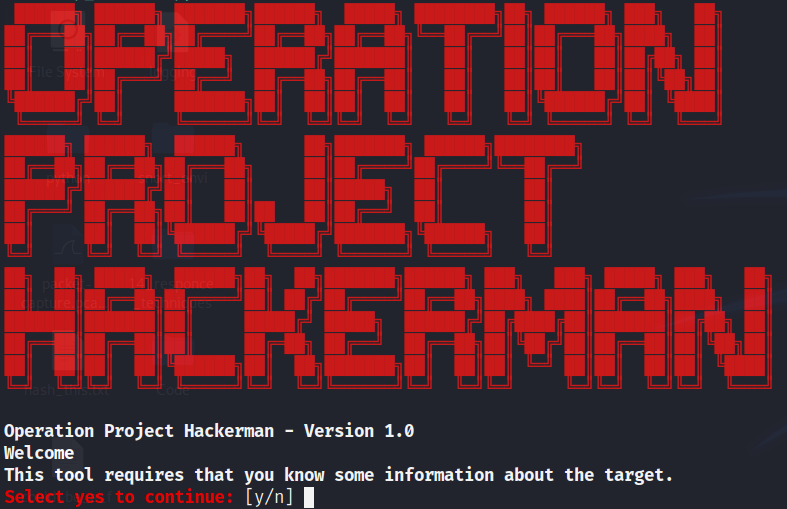 OPERATION
PROJECT
HACKERMAN
Operation Project Hackerman - Version 1.0
Welcome
This tool requires that you know some information about the target.
Select yes to continue: [y/n]